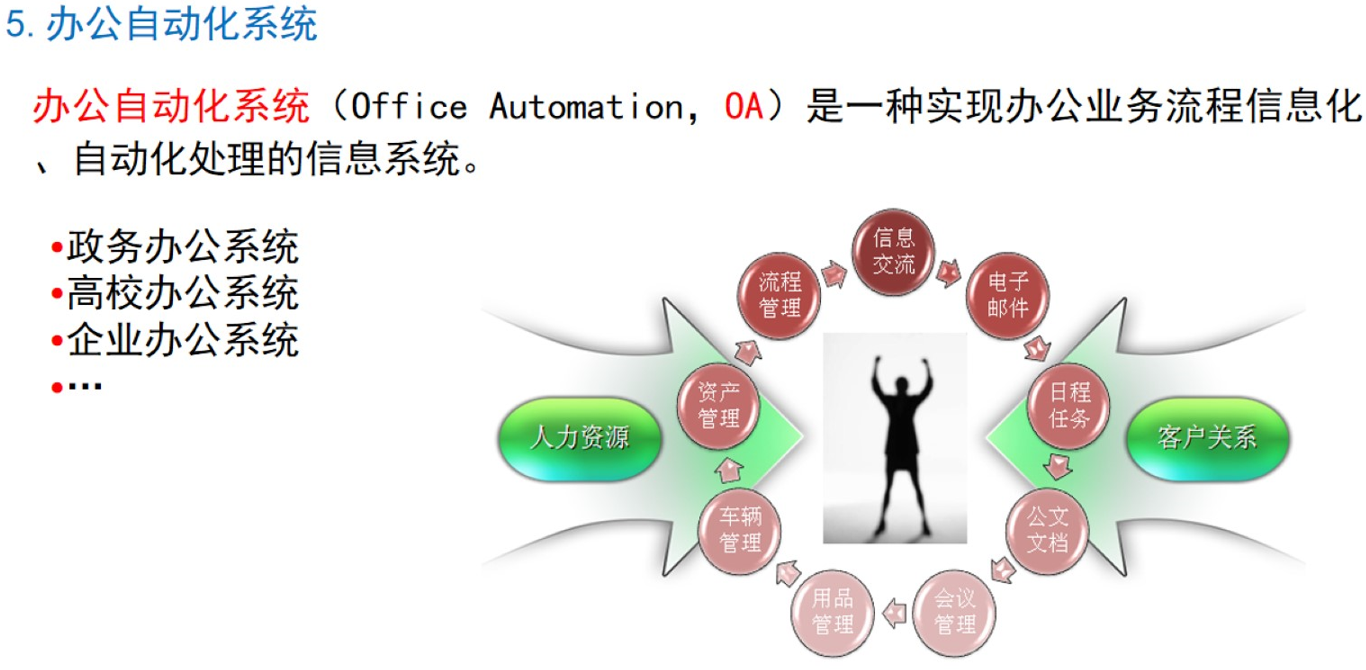 5. 办公自动化系统
办公自动化系统（Office Automation，OA）是一种实现办公业务流程信息化
、自动化处理的信息系统。
•政务办公系统
•高校办公系统
•企业办公系统
•…
信息
交流
电子
邮件
日程
任务
公文
文档
会议
管理
用品
管理
车辆
管理
资产
管理
流程
管理
人力资源
客户关系